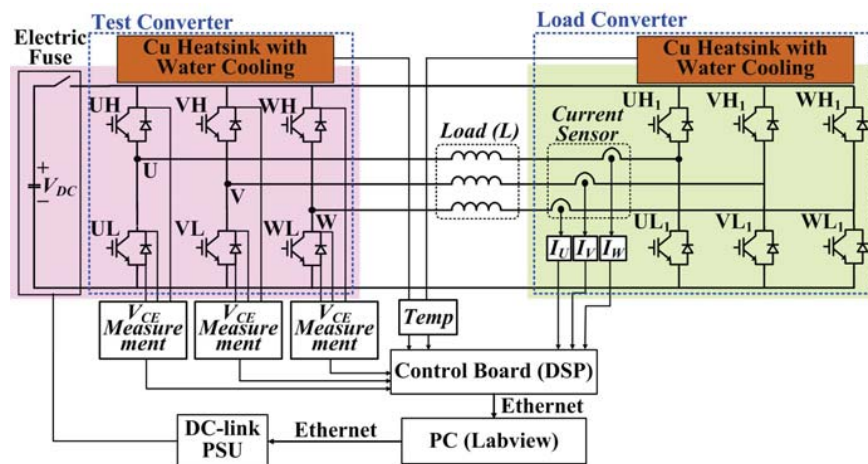 Test Converter
Load Converter
Electric
Fuse
Cu Heatsink with
Water Cooling
Cu Heatsink with
Water Cooling
UH
VH
WH
Load (L)
Current
Sensor
UH1
VH1
WH1
U
V
W
+
VDC
−
UL
VL
WL
UL1
VL1
WL1
IU
IV
IW
VCE
Measure
ment
VCE
Measure
ment
VCE
Measure
ment
Temp
Control Board (DSP)
Ethernet
DC-link
PSU
Ethernet
PC (Labview)